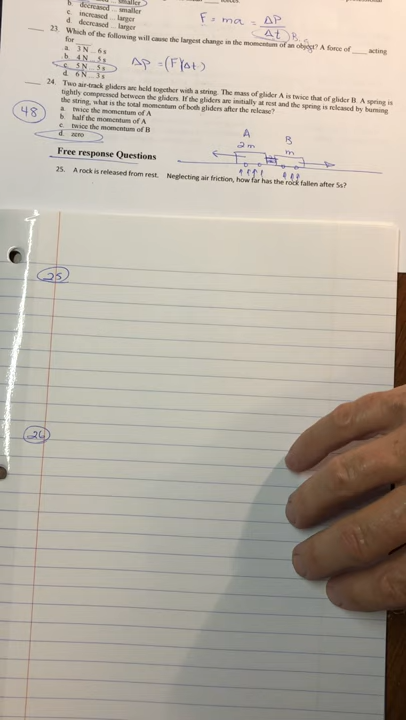 b. decreased ... smaller
c. increased ... larger
d. decreased ... larger
F = ma = ΔP
Δt
23. Which of the following will cause the largest change in the momentum of an object? A force of ____ acting
for ____
a. 3 N ... 6 s
b. 4 N ... 5 s
c. 5 N ... 5 s
d. 6 N ... 3 s
ΔP = (F)(Δt)
24. Two air-track gliders are held together with a string. The mass of glider A is twice that of glider B. A spring is
tightly compressed between the gliders. If the gliders are initially at rest and the spring is released by burning
the string, what is the total momentum of both gliders after the release?
48
a. twice the momentum of A
b. half the momentum of A
c. twice the momentum of B
d. zero
A B
2m m
Free response Questions
25. A rock is released from rest. Neglecting air friction, how far has the rock fallen after 5s?
25
26